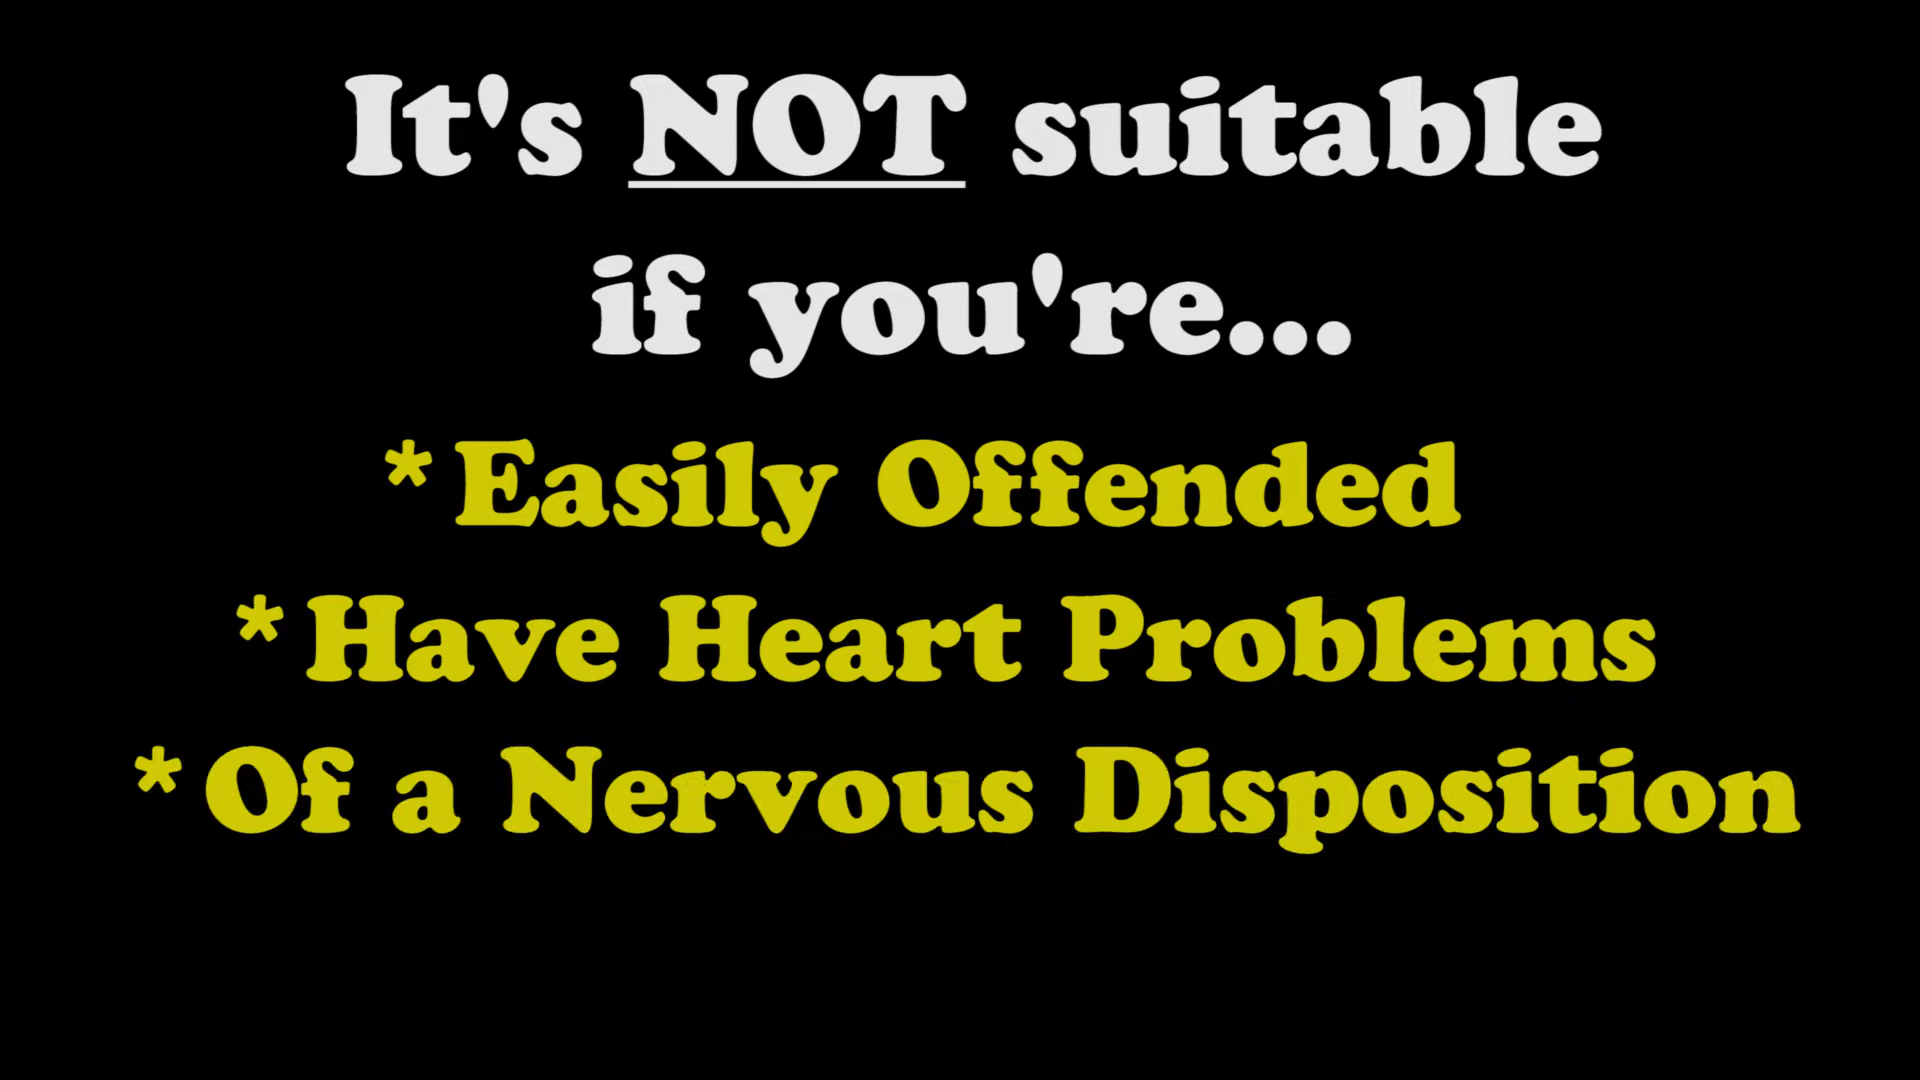 It's NOT suitable
if you're...
* Easily Offended
* Have Heart Problems
* Of a Nervous Disposition